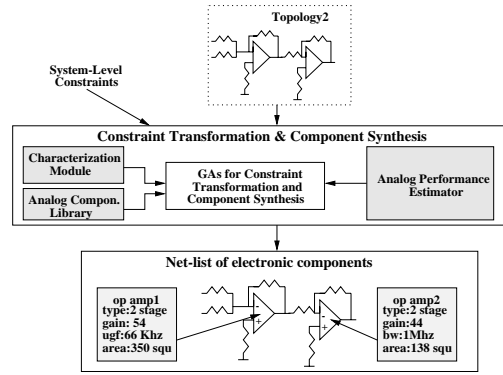 Topology2
System-Level
Constraints
Constraint Transformation & Component Synthesis
Characterization
Module
Analog Compon.
Library
GAs for Constraint
Transformation and
Component Synthesis
Analog Performance
Estimator
Net-list of electronic components
op amp1
type:2 stage
gain: 54
ugf:66 Khz
area:350 squ
-
+
-
+
op amp2
type:2 stage
gain:44
bw:1Mhz
area:138 squ